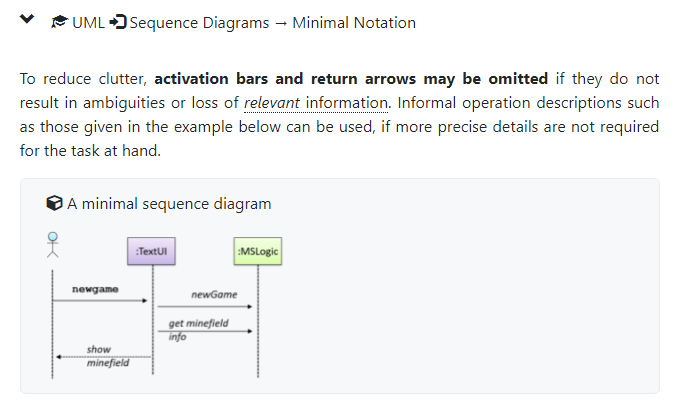 UML Sequence Diagrams → Minimal Notation
To reduce clutter, activation bars and return arrows may be omitted if they do not
result in ambiguities or loss of relevant information. Informal operation descriptions such
as those given in the example below can be used, if more precise details are not required
for the task at hand.
A minimal sequence diagram
:TextUI
:MSLogic
newgame
newGame
get minefield
info
show
minefield